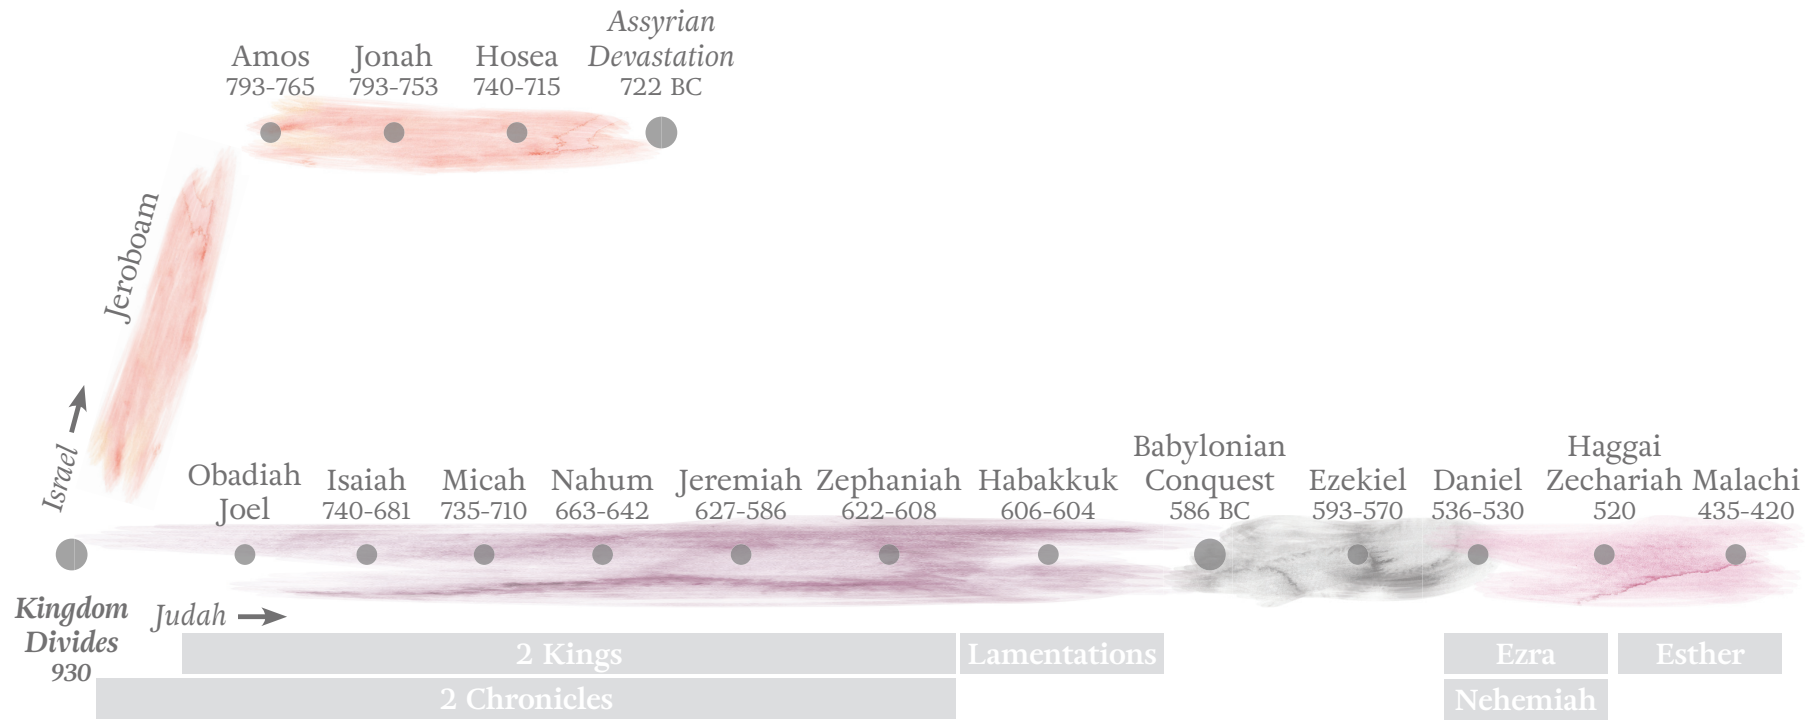 Assyrian
Amos Jonah Hosea Devastation
793-765 793-753 740-715 722 BC
Jeroboam
Israel
Babylonian Haggai
Obadiah Isaiah Micah Nahum Jeremiah Zephaniah Habakkuk Conquest Ezekiel Daniel Zechariah Malachi
Joel 740-681 735-710 663-642 627-586 622-608 606-604 586 BC 593-570 536-530 520 435-420
Kingdom Judah
Divides
930
2 Kings Lamentations Ezra Esther
2 Chronicles Nehemiah